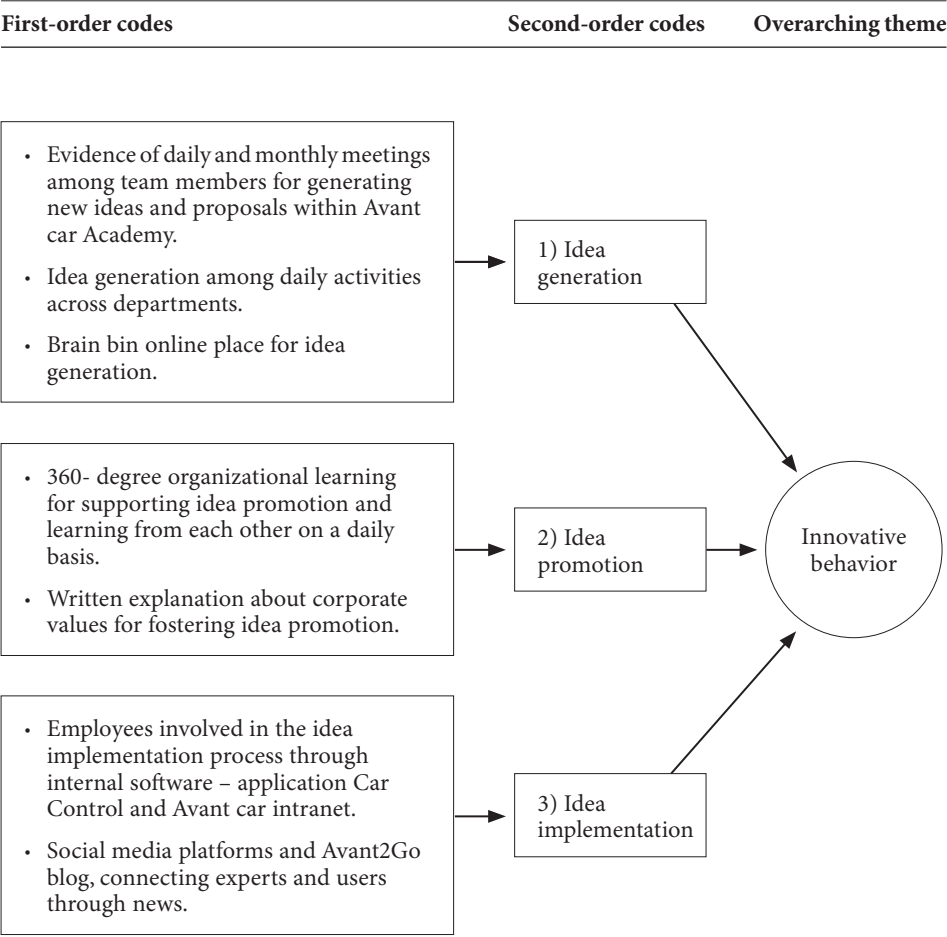 First-order codes Second-order codes Overarching theme
• Evidence of daily and monthly meetings
among team members for generating
new ideas and proposals within Avant
car Academy.
• Idea generation among daily activities
across departments.
• Brain bin online place for idea
generation.
1) Idea
generation
• 360- degree organizational learning
for supporting idea promotion and
learning from each other on a daily
basis.
• Written explanation about corporate
values for fostering idea promotion.
2) Idea
promotion
Innovative
behavior
• Employees involved in the idea
implementation process through
internal software – application Car
Control and Avant car intranet.
• Social media platforms and Avant2Go
blog, connecting experts and users
through news.
3) Idea
implementation